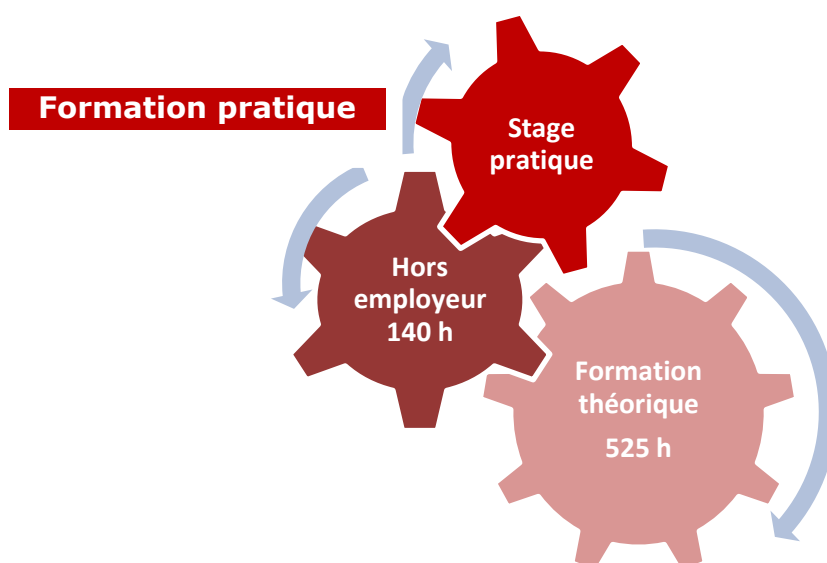 Formation pratique
Stage
pratique
Hors
employeur
140 h
Formation
théorique
525 h